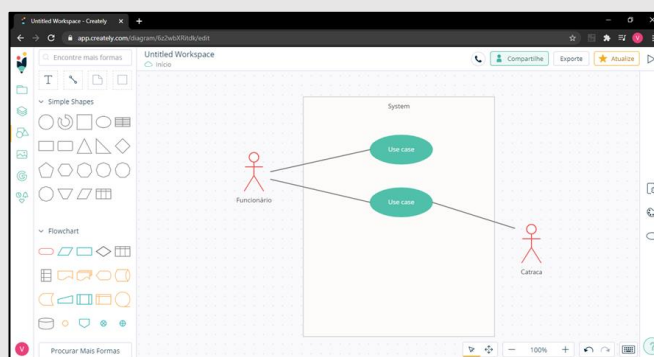 Untitled Workspace - Creately
app.creately.com/diagram/6z2wbXRitdk/edit
V
Encontre mais formas
T
Simple Shapes
Flowchart
Procurar Mais Formas
V
Untitled Workspace
Início
Compartilhe
Exporte
Atualize
System
Use case
Use case
Funcionário
Catraca
100%
?